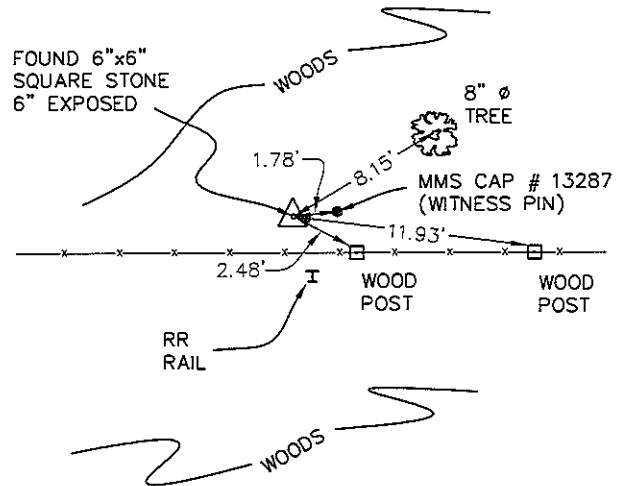 FOUND 6"x6"
SQUARE STONE
6" EXPOSED
WOODS
8" ø
TREE
1.78'
8.15'
MMS CAP # 13287
(WITNESS PIN)
11.93'
2.48'
WOOD
POST
WOOD
POST
RR
RAIL
WOODS